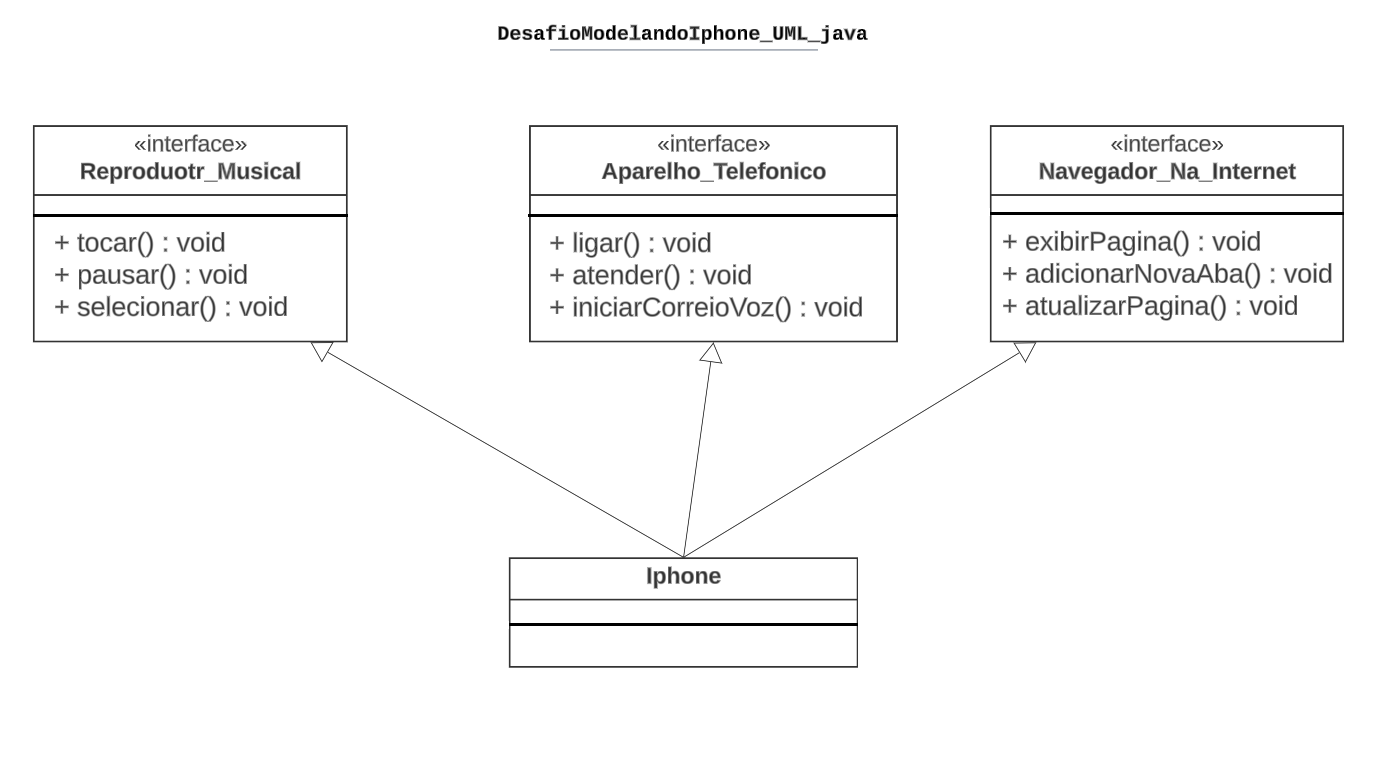 DesafioModelandoIphone_UML_java
«interface»
Reproduotr_Musical
+ tocar() : void
+ pausar() : void
+ selecionar() : void
«interface»
Aparelho_Telefonico
+ ligar() : void
+ atender() : void
+ iniciarCorreioVoz() : void
«interface»
Navegador_Na_Internet
+ exibirPagina() : void
+ adicionarNovaAba() : void
+ atualizarPagina() : void
Iphone